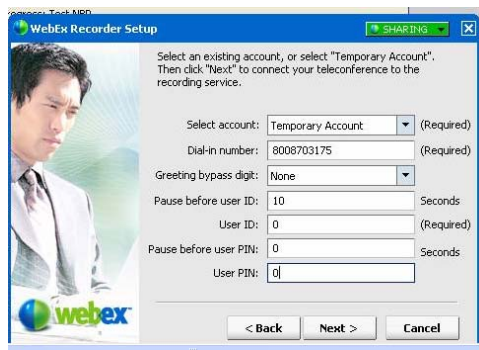 Test NBR
WebEx Recorder Setup
SHARING
Select an existing account, or select "Temporary Account".
Then click "Next" to connect your teleconference to the
recording service.
Select account: Temporary Account (Required)
Dial-in number: 8008703175 (Required)
Greeting bypass digit: None
Pause before user ID: 10 Seconds
User ID: 0 (Required)
Pause before user PIN: 0 Seconds
User PIN: 0
webex
< Back Next > Cancel